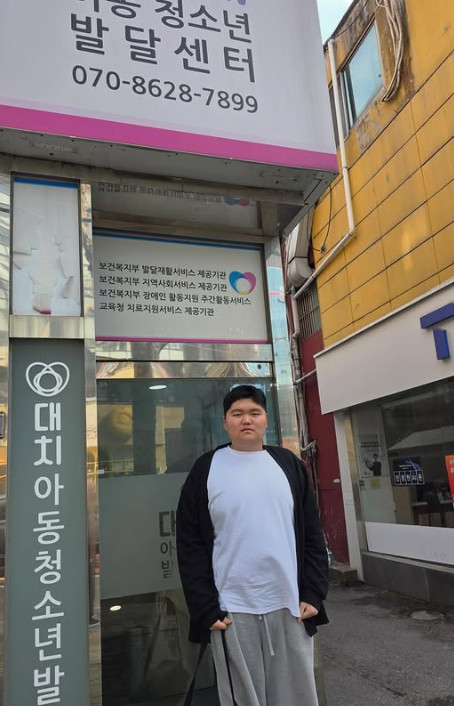 아동 청소년
발달센터
070-8628-7899
보건복지부 발달재활서비스 제공기관
보건복지부 지역사회서비스 제공기관
보건복지부 장애인 활동지원 주간활동서비스
교육청 치료지원서비스 제공기관
대치아동청소년발
대
아
발